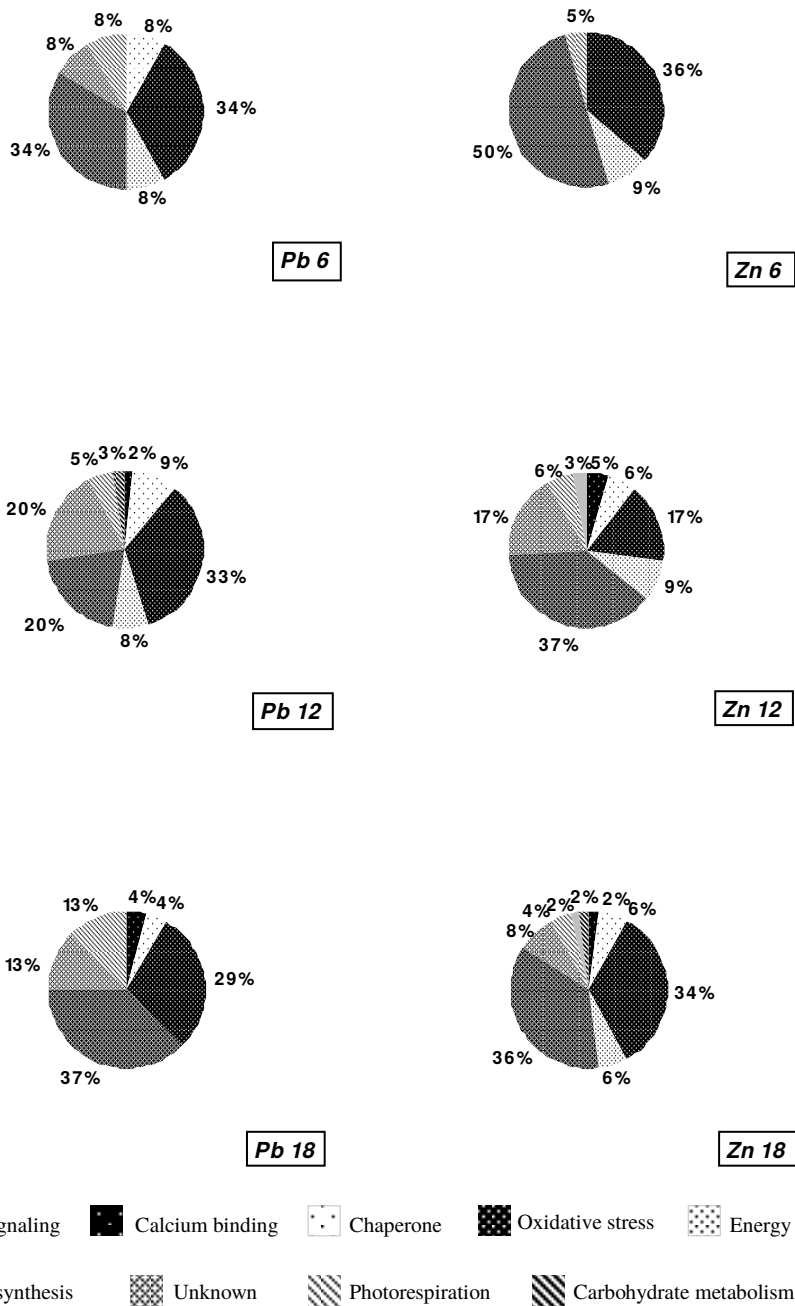 8% 8%
8%
34%
34%
8%
Pb 6
5%
36%
50%
9%
Zn 6
5% 3% 2% 9%
20%
33%
20%
8%
Pb 12
6% 3% 5% 6%
17% 17%
9%
37%
Zn 12
13% 4% 4%
13%
29%
37%
Pb 18
4% 2% 2% 2% 6%
8%
34%
36%
6%
Zn 18
gnaling Calcium binding Chaperone Oxidative stress Energy
synthesis Unknown Photorespiration Carbohydrate metabolism